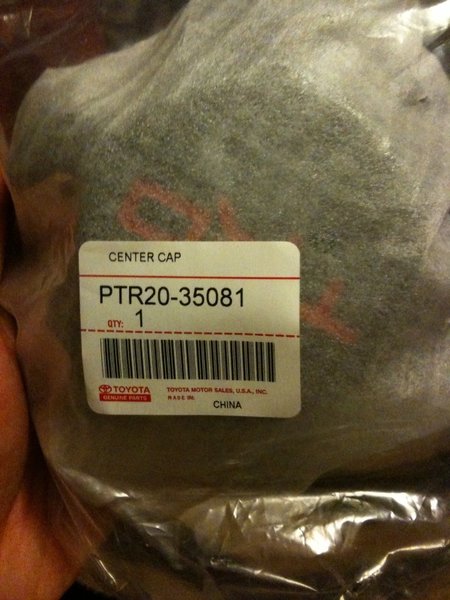 CENTER CAP
PTR20-35081
QTY: 1
TOYOTA
GENUINE PARTS
TOYOTA MOTOR SALES, U.S.A., INC.
MADE IN:
CHINA